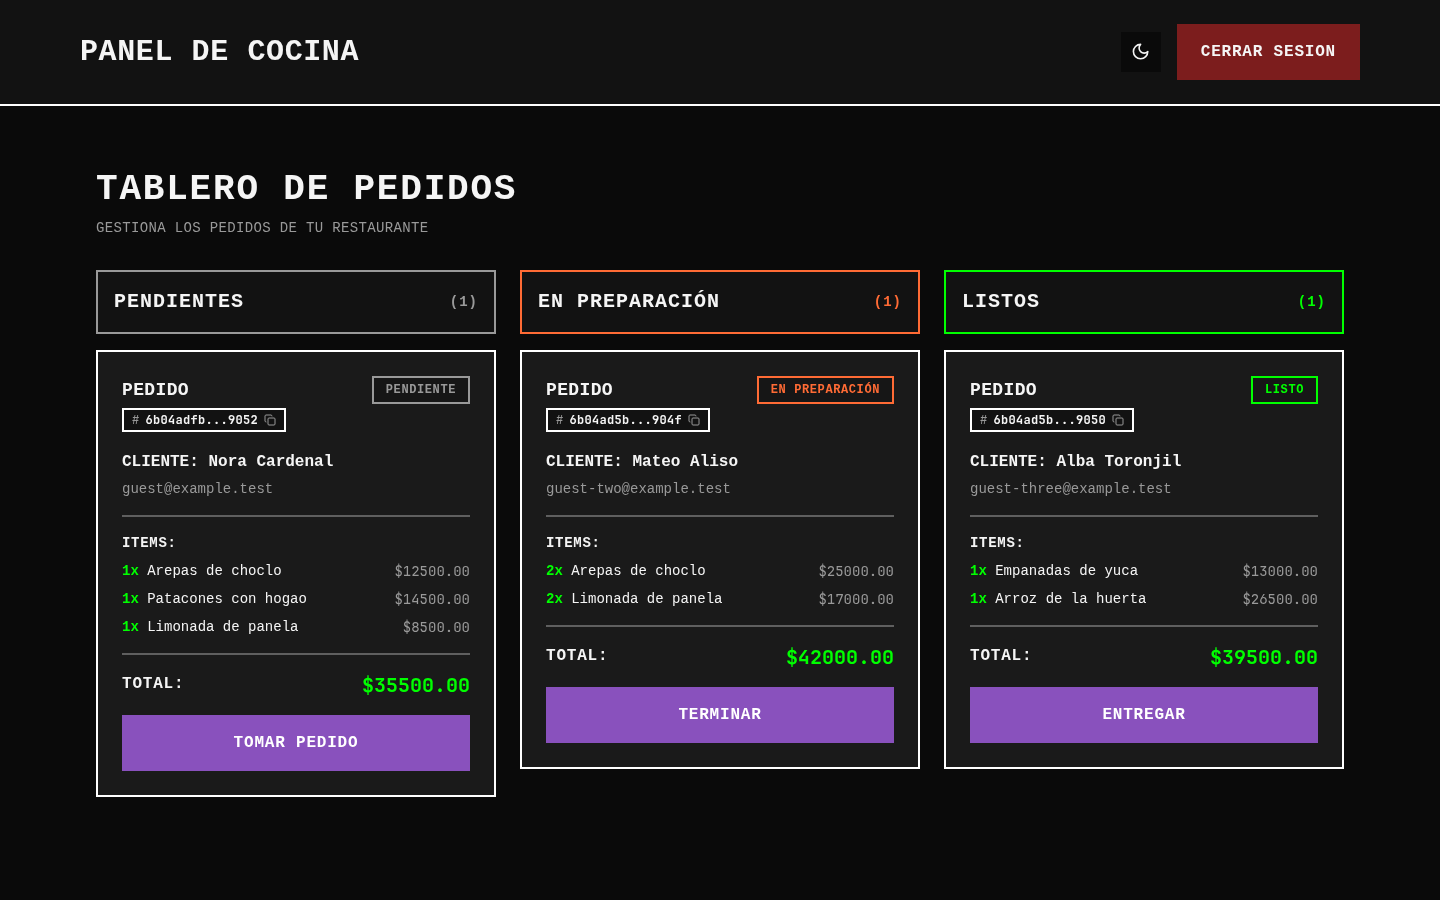 PANEL DE COCINA
CERRAR SESION
TABLERO DE PEDIDOS
GESTIONA LOS PEDIDOS DE TU RESTAURANTE
PENDIENTES (1)
PEDIDO PENDIENTE
# 6b04adfb...9052
CLIENTE: Nora Cardenal
guest@example.test
ITEMS:
1x Arepas de choclo $12500.00
1x Patacones con hogao $14500.00
1x Limonada de panela $8500.00
TOTAL: $35500.00
TOMAR PEDIDO
EN PREPARACIÓN (1)
PEDIDO EN PREPARACIÓN
# 6b04ad5b...904f
CLIENTE: Mateo Aliso
guest-two@example.test
ITEMS:
2x Arepas de choclo $25000.00
2x Limonada de panela $17000.00
TOTAL: $42000.00
TERMINAR
LISTOS (1)
PEDIDO LISTO
# 6b04ad5b...9050
CLIENTE: Alba Toronjil
guest-three@example.test
ITEMS:
1x Empanadas de yuca $13000.00
1x Arroz de la huerta $26500.00
TOTAL: $39500.00
ENTREGAR